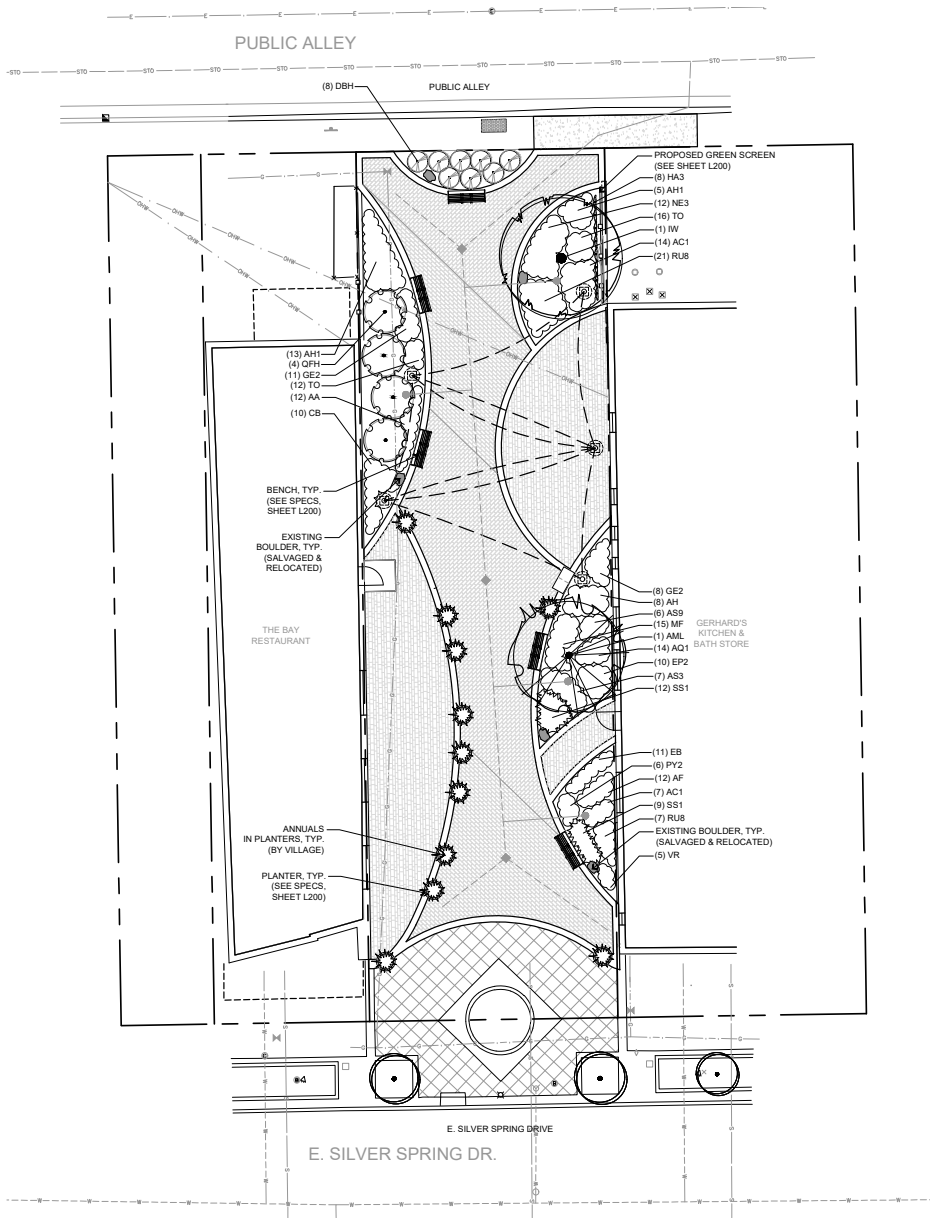 PUBLIC ALLEY
(8) DBH
PUBLIC ALLEY
PROPOSED GREEN SCREEN
(SEE SHEET L200)
(8) HA3
(5) AH1
(12) NE3
(16) TO
(1) IW
(14) AC1
(21) RU8
(13) AH1
(4) QFH
(11) GE2
(12) TO
(12) AA
(10) CB
BENCH, TYP.
(SEE SPECS,
SHEET L200)
EXISTING
BOULDER, TYP.
(SALVAGED &
RELOCATED)
THE BAY
RESTAURANT
(8) GE2
(8) AH
(6) AS9
(15) MF
(1) AML
(14) AQ1
(10) EP2
(7) AS3
(12) SS1
GERHARD'S
KITCHEN &
BATH STORE
(11) EB
(6) PY2
(12) AF
(7) AC1
(9) SS1
(7) RU8
EXISTING BOULDER, TYP.
(SALVAGED & RELOCATED)
(5) VR
ANNUALS
IN PLANTERS, TYP.
(BY VILLAGE)
PLANTER, TYP.
(SEE SPECS,
SHEET L200)
E. SILVER SPRING DRIVE
E. SILVER SPRING DR.